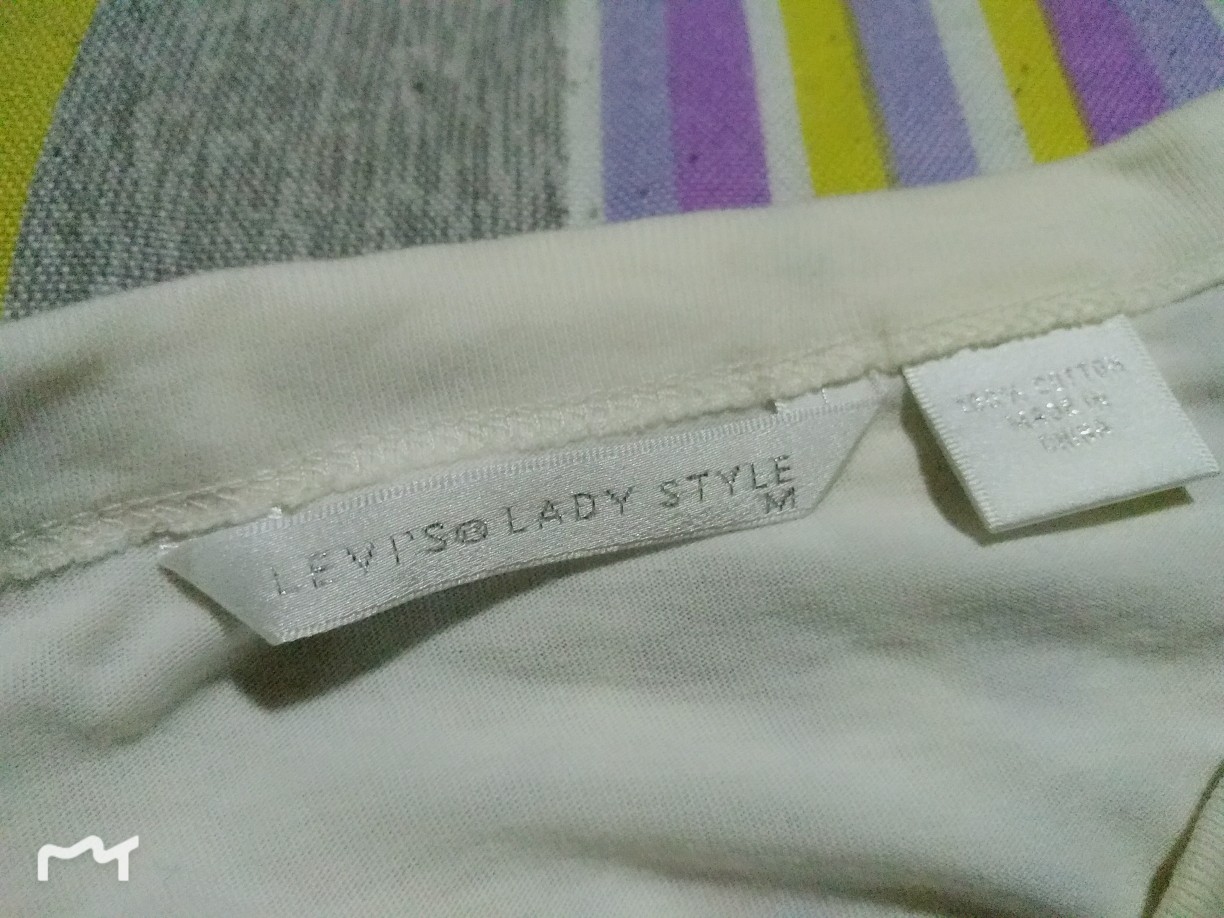 LEVI'S® LADY STYLE
M
100% COTTON
MADE IN
CHINA